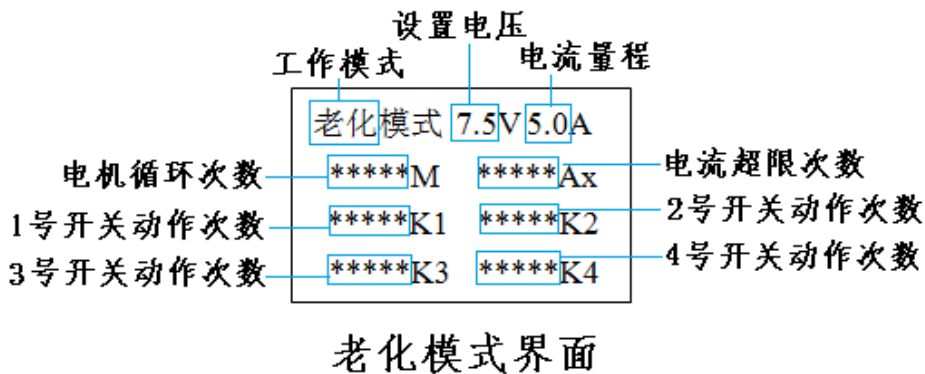 设置电压
工作模式 电流量程
老化模式 7.5V 5.0A
电机循环次数 *****M *****Ax 电流超限次数
1号开关动作次数 *****K1 *****K2 2号开关动作次数
3号开关动作次数 *****K3 *****K4 4号开关动作次数
老化模式界面